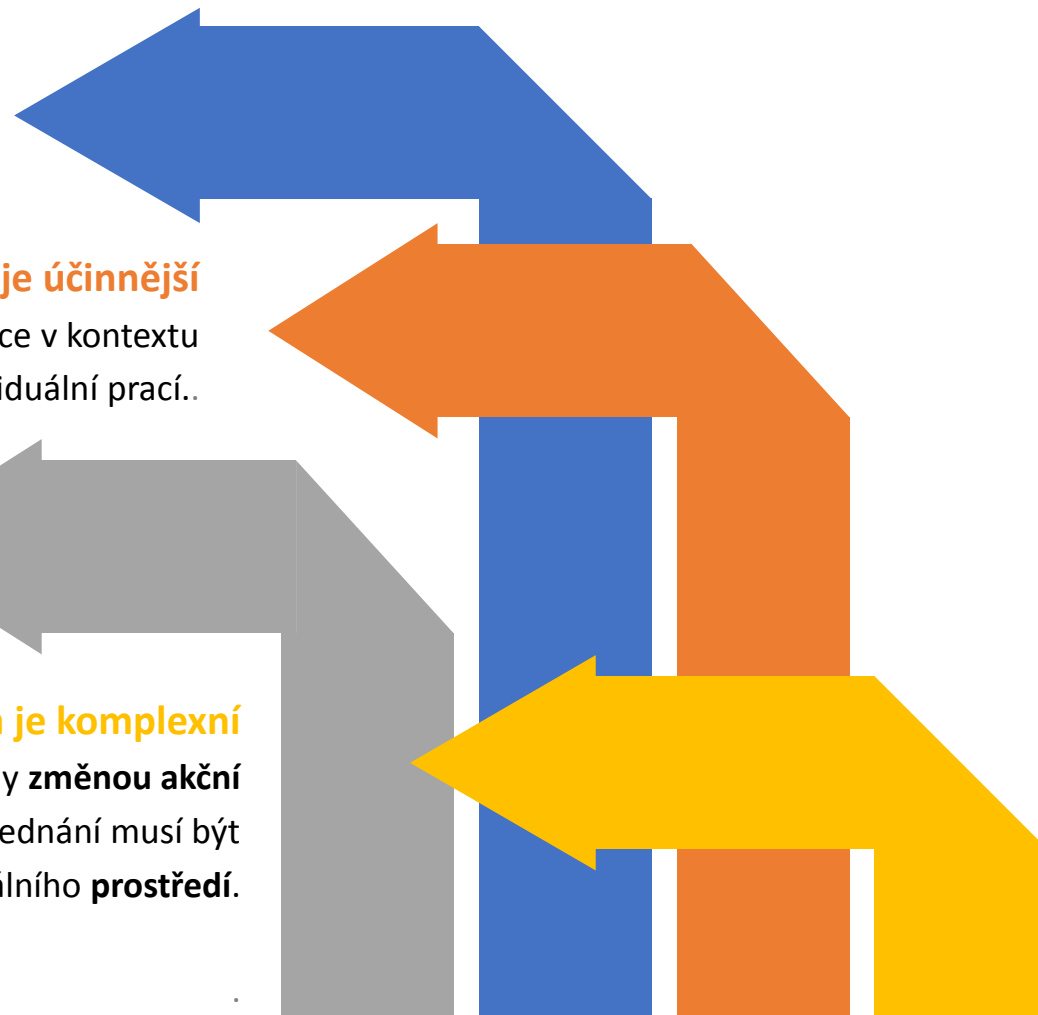 je účinnější
ce v kontextu
iduální prací..
je komplexní
y změnou akční
ednání musí být
álního prostředí.
.